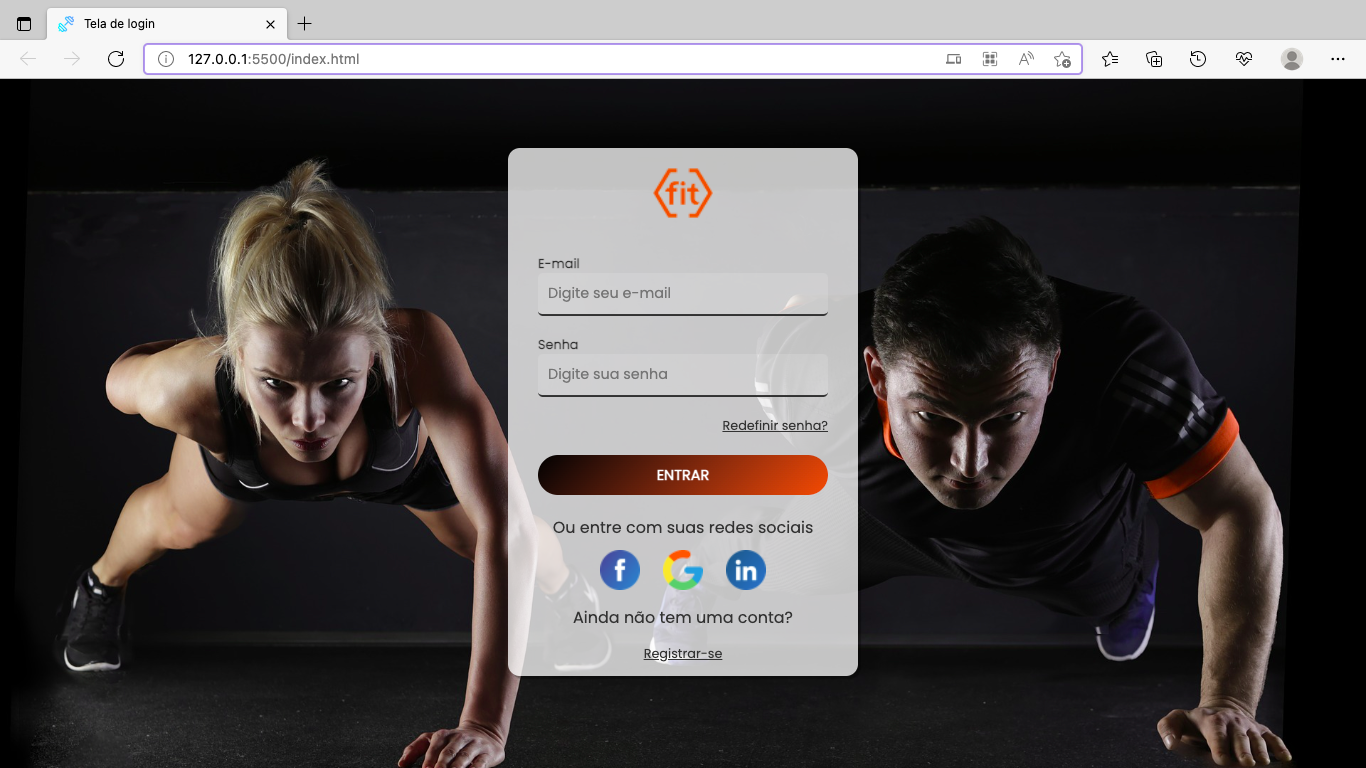 Tela de login
127.0.0.1:5500/index.html
fit
E-mail
Digite seu e-mail
Senha
Digite sua senha
Redefinir senha?
ENTRAR
Ou entre com suas redes sociais
f G in
Ainda não tem uma conta?
Registrar-se